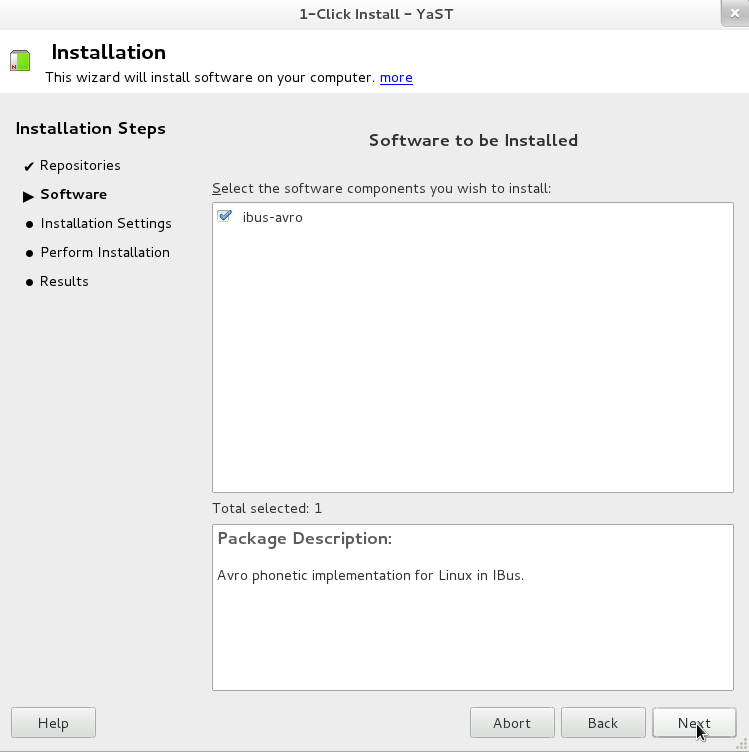 1-Click Install - YaST
Installation
This wizard will install software on your computer. more
Installation Steps
Repositories
Software
Installation Settings
Perform Installation
Results
Software to be Installed
Select the software components you wish to install:
ibus-avro
Total selected: 1
Package Description:
Avro phonetic implementation for Linux in IBus.
Help
Abort
Back
Next